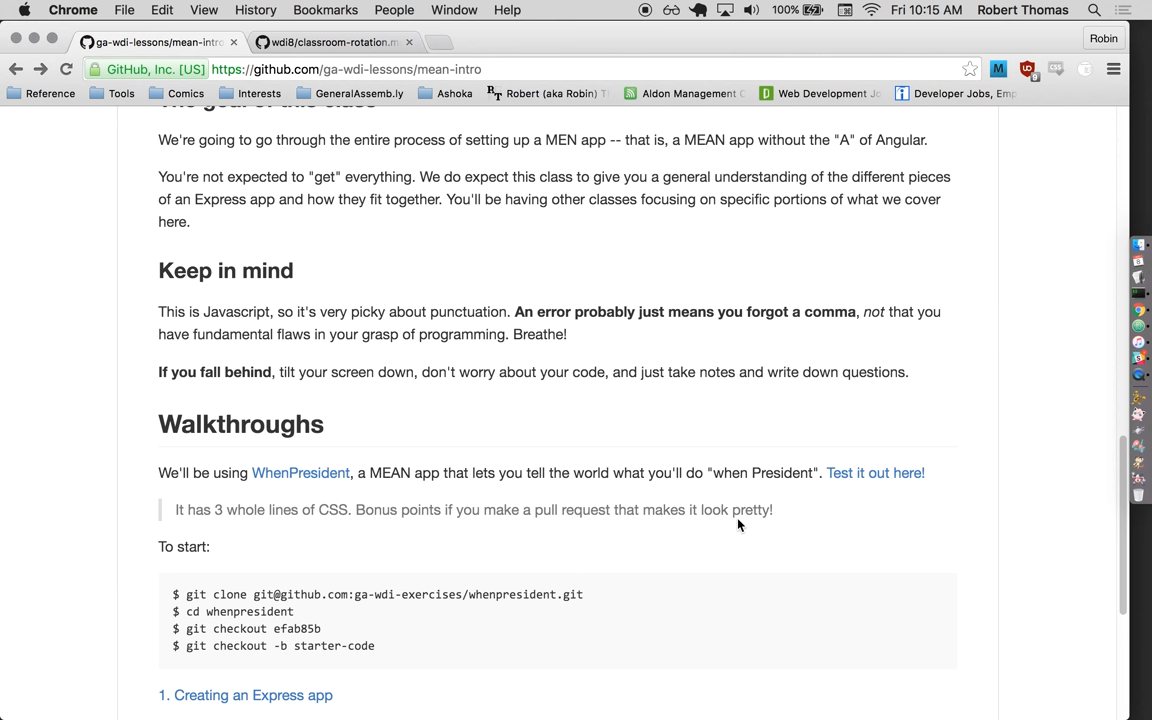 Chrome File Edit View History Bookmarks People Window Help 100% Fri 10:15 AM Robert Thomas
ga-wdi-lessons/mean-intro wdi8/classroom-rotation.m Robin
GitHub, Inc. [US] https://github.com/ga-wdi-lessons/mean-intro
Reference Tools Comics Interests GeneralAssemb.ly Ashoka Robert (aka Robin) T Aldon Management C Web Development Jo Developer Jobs, Emp
The goal of this class
We're going to go through the entire process of setting up a MEN app -- that is, a MEAN app without the "A" of Angular.
You're not expected to "get" everything. We do expect this class to give you a general understanding of the different pieces
of an Express app and how they fit together. You'll be having other classes focusing on specific portions of what we cover
here.
Keep in mind
This is Javascript, so it's very picky about punctuation. An error probably just means you forgot a comma, not that you
have fundamental flaws in your grasp of programming. Breathe!
If you fall behind, tilt your screen down, don't worry about your code, and just take notes and write down questions.
Walkthroughs
We'll be using WhenPresident, a MEAN app that lets you tell the world what you'll do "when President". Test it out here!
It has 3 whole lines of CSS. Bonus points if you make a pull request that makes it look pretty!
To start:
$ git clone git@github.com:ga-wdi-exercises/whenpresident.git
$ cd whenpresident
$ git checkout efab85b
$ git checkout -b starter-code
1. Creating an Express app